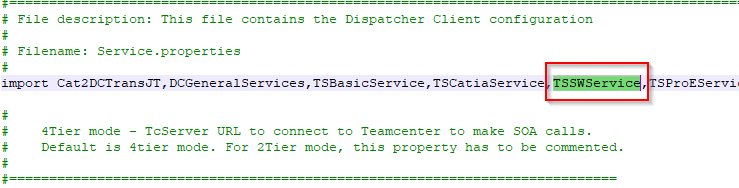 #=====================================================================
# File description: This file contains the Dispatcher Client configuration
#
# Filename: Service.properties
#
import Cat2DCTransJT,DCGeneralServices,TSBasicService,TSCatiaService,TSSWService,TSProEServi
#
#    4Tier mode - TcServer URL to connect to Teamcenter to make SOA calls.
#    Default is 4tier mode. For 2Tier mode, this property has to be commented.
#
#=====================================================================